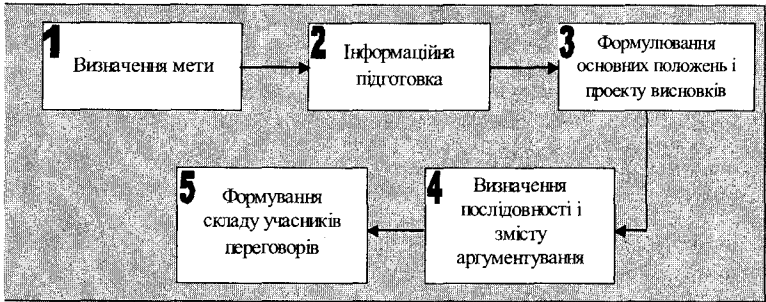 1
Визначення мети
2
Інформаційна
підготовка
3
Формулювання
основних положень і
проекту висновків
4
Визначення
послідовності і
змісту
аргументування
5
Формування
складу учасників
переговорів